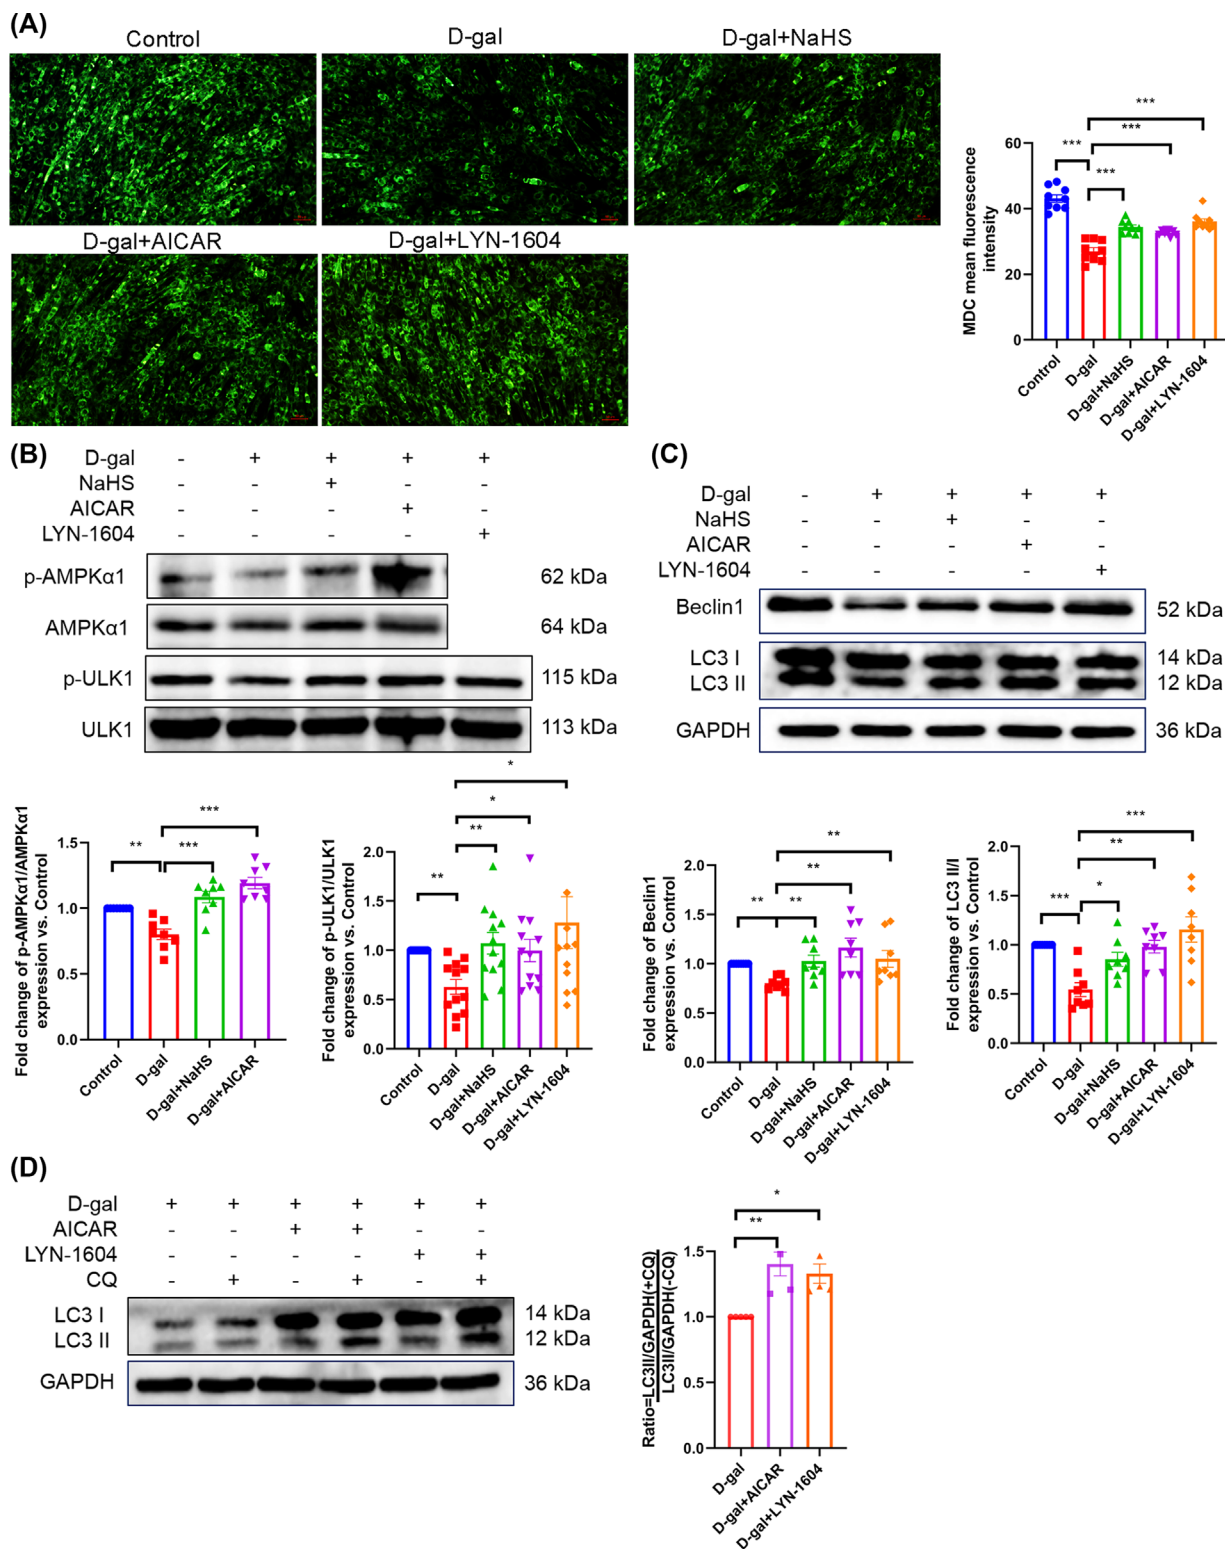 (A)
Control
D-gal
D-gal+NaHS
D-gal+AICAR
D-gal+LYN-1604
MDC mean fluorescence
intensity
60
40
20
0
***
***
***
***
Control
D-gal
D-gal+NaHS
D-gal+AICAR
D-gal+LYN-1604
(B)
D-gal - + + + +
NaHS - - + - -
AICAR - - - + -
LYN-1604 - - - - +
p-AMPKα1 62 kDa
AMPKα1 64 kDa
p-ULK1 115 kDa
ULK1 113 kDa
Fold change of p-AMPKα1/AMPKα1
expression vs. Control
1.5
1.0
0.5
0.0
**
***
***
Control
D-gal
D-gal+NaHS
D-gal+AICAR
Fold change of p-ULK1/ULK1
expression vs. Control
2.0
1.5
1.0
0.5
0.0
**
**
*
*
Control
D-gal
D-gal+NaHS
D-gal+AICAR
D-gal+LYN-1604
(C)
D-gal - + + + +
NaHS - - + - -
AICAR - - - + -
LYN-1604 - - - - +
Beclin1 52 kDa
LC3 I 14 kDa
LC3 II 12 kDa
GAPDH 36 kDa
Fold change of Beclin1
expression vs. Control
2.0
1.5
1.0
0.5
0.0
**
**
**
**
Control
D-gal
D-gal+NaHS
D-gal+AICAR
D-gal+LYN-1604
Fold change of LC3 II/I
expression vs. Control
2.0
1.5
1.0
0.5
0.0
***
*
**
***
Control
D-gal
D-gal+NaHS
D-gal+AICAR
D-gal+LYN-1604
(D)
D-gal + + + + + +
AICAR - - + + - -
LYN-1604 - - - - + +
CQ - + - + - +
LC3 I 14 kDa
LC3 II 12 kDa
GAPDH 36 kDa
Ratio=LC3II/GAPDH(+CQ)
LC3II/GAPDH(-CQ)
1.5
1.0
0.5
0.0
**
*
D-gal
D-gal+AICAR
D-gal+LYN-1604